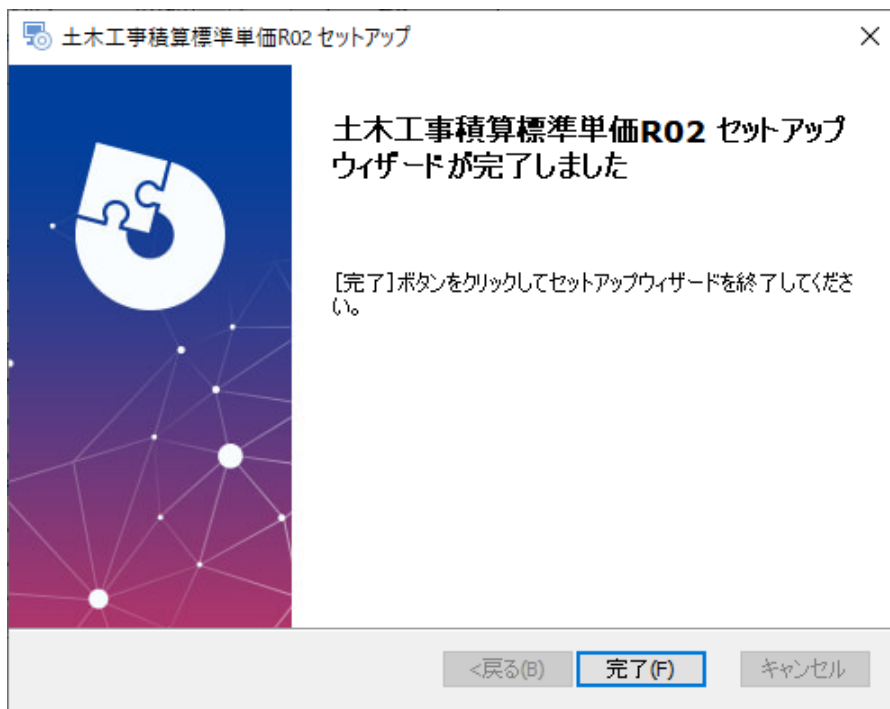 土木工事積算標準単価R02 セットアップ
土木工事積算標準単価R02 セットアップ
ウィザードが完了しました
[完了]ボタンをクリックしてセットアップウィザードを終了してくださ
い。
<戻る(B)
完了(F)
キャンセル